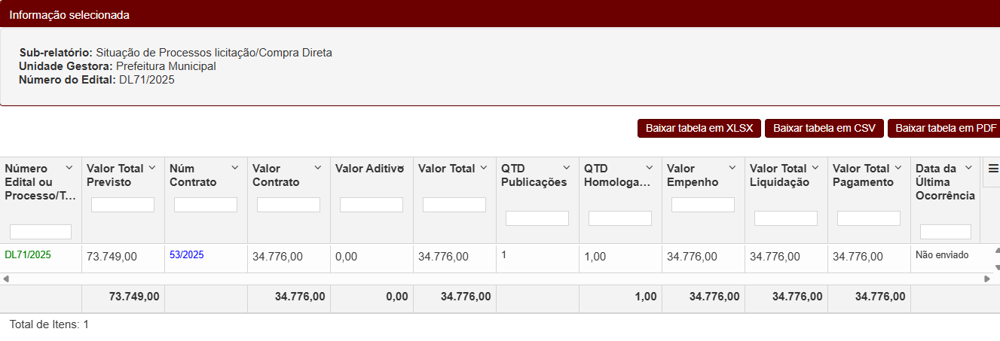 Informação selecionada
Sub-relatório: Situação de Processos licitação/Compra Direta
Unidade Gestora: Prefeitura Municipal
Número do Edital: DL71/2025
Baixar tabela em XLSX Baixar tabela em CSV Baixar tabela em PDF
Número Edital ou Processo/T... Valor Total Previsto Núm Contrato Valor Contrato Valor Aditivo Valor Total QTD Publicações QTD Homologa... Valor Empenho Valor Total Liquidação Valor Total Pagamento Data da Última Ocorrência
DL71/2025 73.749,00 53/2025 34.776,00 0,00 34.776,00 1 1,00 34.776,00 34.776,00 34.776,00 Não enviado
73.749,00 34.776,00 0,00 34.776,00 1,00 34.776,00 34.776,00 34.776,00
Total de Itens: 1